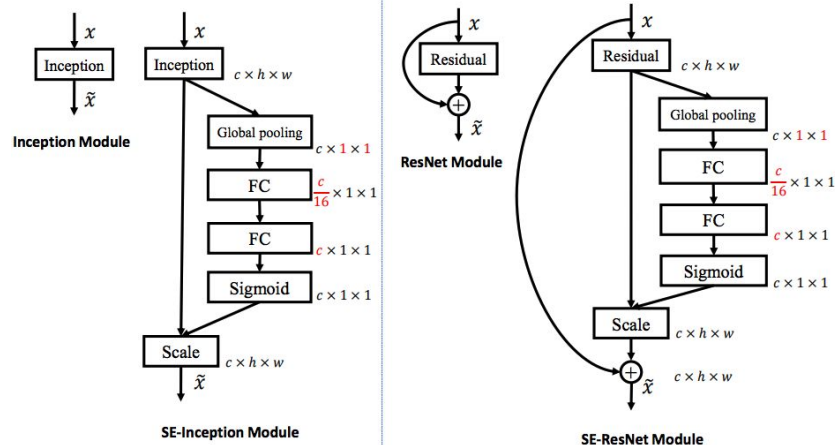 x
Inception
x̃
Inception Module
x
Inception
c × h × w
Global pooling
c × 1 × 1
FC
c/16 × 1 × 1
FC
c × 1 × 1
Sigmoid
c × 1 × 1
Scale
c × h × w
x̃
SE-Inception Module
x
Residual
+
x̃
ResNet Module
x
Residual
c × h × w
Global pooling
c × 1 × 1
FC
c/16 × 1 × 1
FC
c × 1 × 1
Sigmoid
c × 1 × 1
Scale
c × h × w
+
x̃
c × h × w
SE-ResNet Module